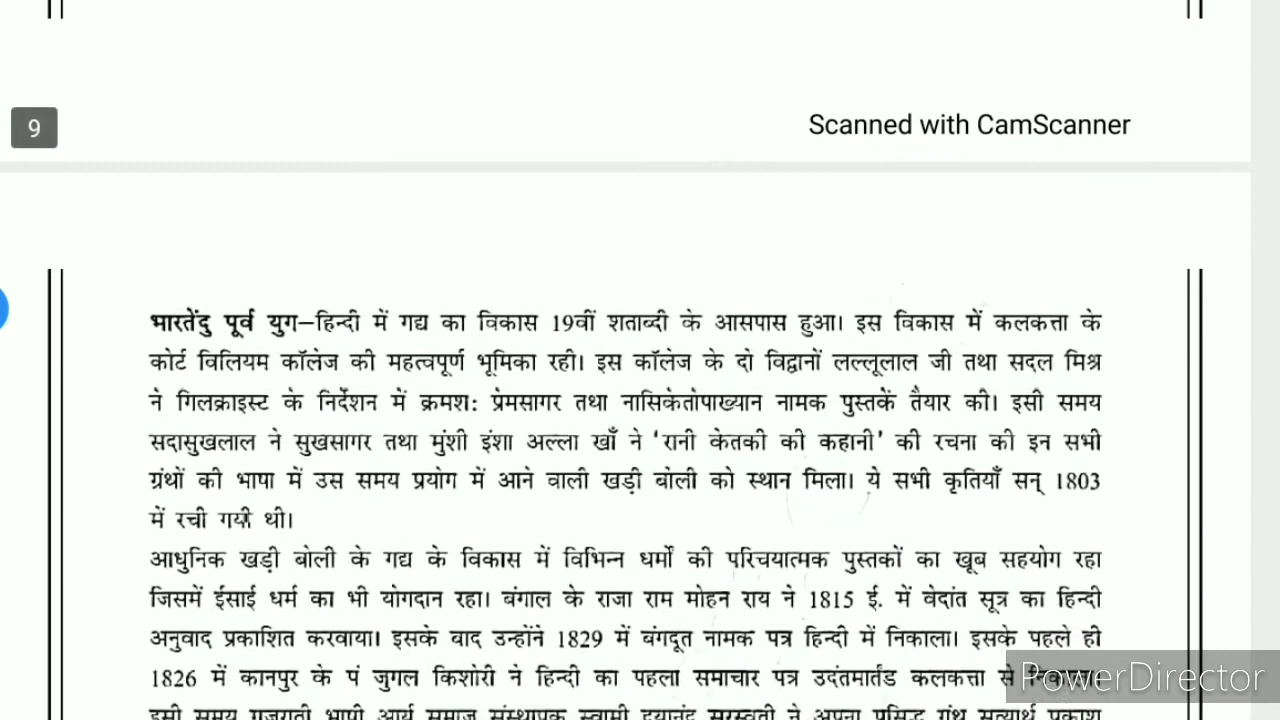 9
Scanned with CamScanner
भारतेंदु पूर्व युग–हिन्दी में गद्य का विकास 19वीं शताब्दी के आसपास हुआ। इस विकास में कलकत्ता के
कोर्ट विलियम कॉलेज की महत्वपूर्ण भूमिका रही। इस कॉलेज के दो विद्वानों लल्लूलाल जी तथा सदल मिश्र
ने गिलक्राइस्ट के निर्देशन में क्रमश: प्रेमसागर तथा नासिकेतोपाख्यान नामक पुस्तकें तैयार की। इसी समय
सदासुखलाल ने सुखसागर तथा मुंशी इंशा अल्ला खाँ ने 'रानी केतकी की कहानी' की रचना की इन सभी
ग्रंथों की भाषा में उस समय प्रयोग में आने वाली खड़ी बोली को स्थान मिला। ये सभी कृतियाँ सन् 1803
में रची गयी थी।
आधुनिक खड़ी बोली के गद्य के विकास में विभिन्न धर्मों की परिचयात्मक पुस्तकों का खूब सहयोग रहा
जिसमें ईसाई धर्म का भी योगदान रहा। बंगाल के राजा राम मोहन राय ने 1815 ई. में वेदांत सूत्र का हिन्दी
अनुवाद प्रकाशित करवाया। इसके बाद उन्होंने 1829 में बंगदूत नामक पत्र हिन्दी में निकाला। इसके पहले ही
1826 में कानपुर के पं जुगल किशोरी ने हिन्दी का पहला समाचार पत्र उदंतमार्तंड कलकत्ता से
PowerDirector
इसी समय गुजराती भाषी आर्य समाज संस्थापक स्वामी दयानंद सरस्वती ने अपना प्रसिद्ध ग्रंथ सत्यार्थ प्रकाश